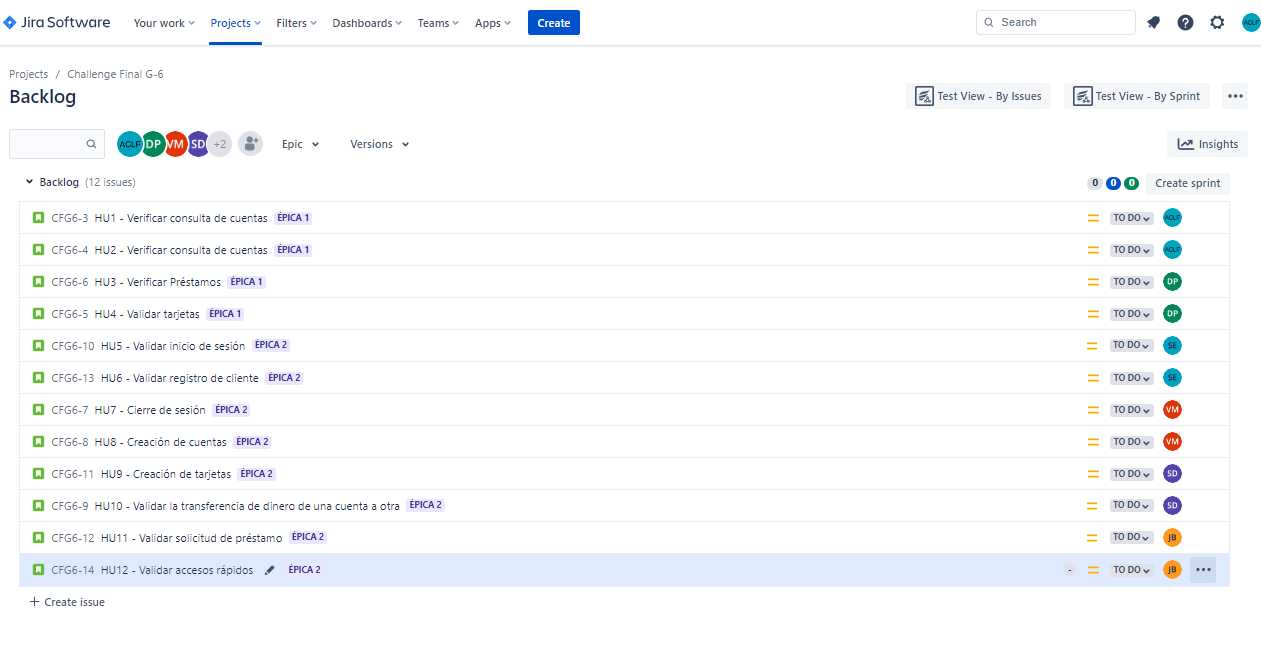 Jira Software Your work Projects Filters Dashboards Teams Apps Create Search ACLF
Projects / Challenge Final G-6
Backlog Test View - By Issues Test View - By Sprint
ACLF DP VM SD +2 Epic Versions Insights
Backlog (12 issues) 0 0 0 Create sprint
CFG6-3 HU1 - Verificar consulta de cuentas ÉPICA 1 TO DO ACLF
CFG6-4 HU2 - Verificar consulta de cuentas ÉPICA 1 TO DO ACLF
CFG6-6 HU3 - Verificar Préstamos ÉPICA 1 TO DO DP
CFG6-5 HU4 - Validar tarjetas ÉPICA 1 TO DO DP
CFG6-10 HU5 - Validar inicio de sesión ÉPICA 2 TO DO SE
CFG6-13 HU6 - Validar registro de cliente ÉPICA 2 TO DO SE
CFG6-7 HU7 - Cierre de sesión ÉPICA 2 TO DO VM
CFG6-8 HU8 - Creación de cuentas ÉPICA 2 TO DO VM
CFG6-11 HU9 - Creación de tarjetas ÉPICA 2 TO DO SD
CFG6-9 HU10 - Validar la transferencia de dinero de una cuenta a otra ÉPICA 2 TO DO SD
CFG6-12 HU11 - Validar solicitud de préstamo ÉPICA 2 TO DO JB
CFG6-14 HU12 - Validar accesos rápidos ÉPICA 2 - TO DO JB
+ Create issue